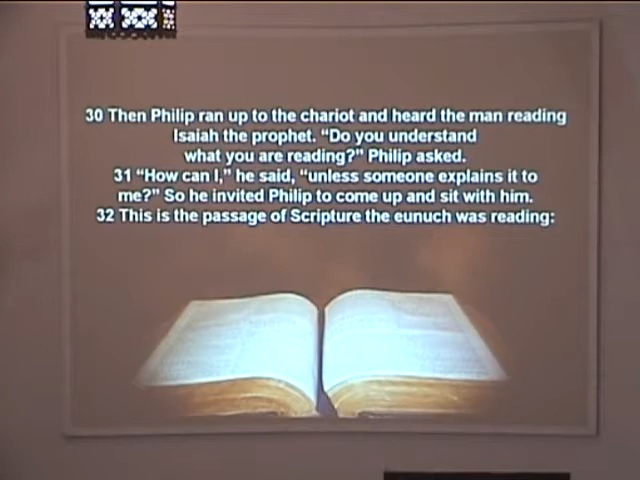 30 Then Philip ran up to the chariot and heard the man reading
Isaiah the prophet. “Do you understand
what you are reading?” Philip asked.
31 “How can I,” he said, “unless someone explains it to
me?” So he invited Philip to come up and sit with him.
32 This is the passage of Scripture the eunuch was reading: